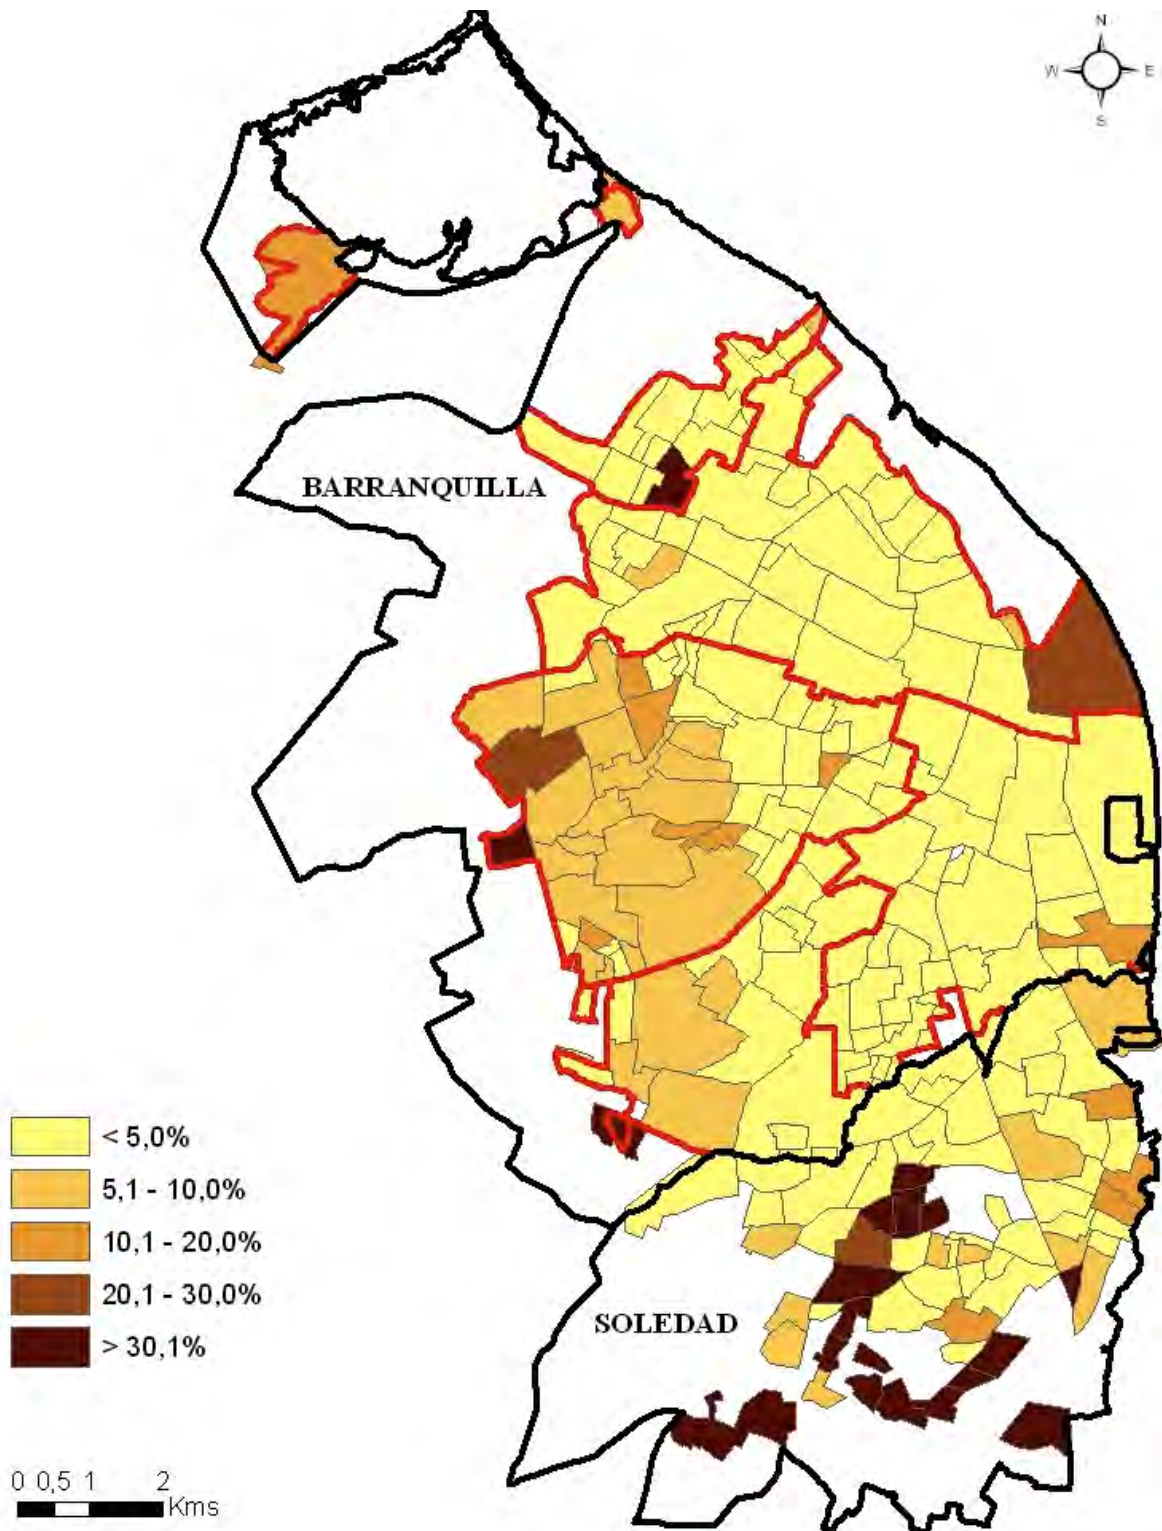 N
W E
S
BARRANQUILLA
< 5,0%
5,1 - 10,0%
10,1 - 20,0%
20,1 - 30,0%
> 30,1%
SOLEDAD
0 0,5 1 2
Kms